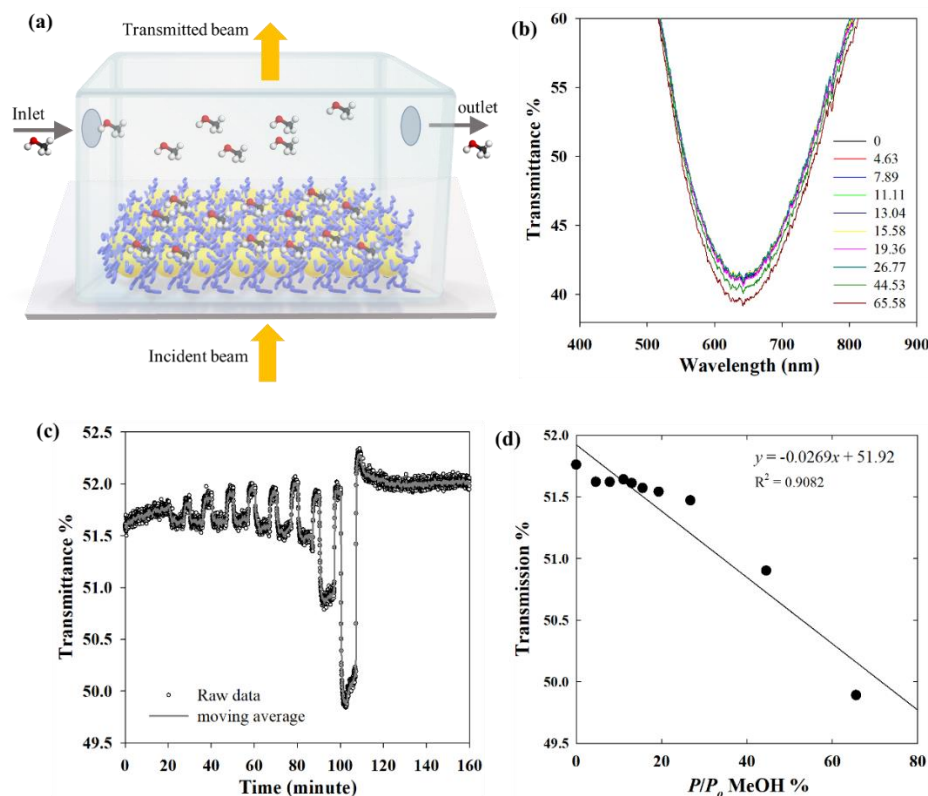 (a)
Transmitted beam
Inlet
outlet
Incident beam
(b)
Transmittance %
60
55
50
45
40
0
4.63
7.89
11.11
13.04
15.58
19.36
26.77
44.53
65.58
400 500 600 700 800 900
Wavelength (nm)
(c)
Transmittance %
52.5
52.0
51.5
51.0
50.5
50.0
49.5
Raw data
moving average
0 20 40 60 80 100 120 140 160
Time (minute)
(d)
Transmission %
52.0
51.5
51.0
50.5
50.0
49.5
y = -0.0269x + 51.92
R² = 0.9082
0 20 40 60 80
P/Pₒ MeOH %